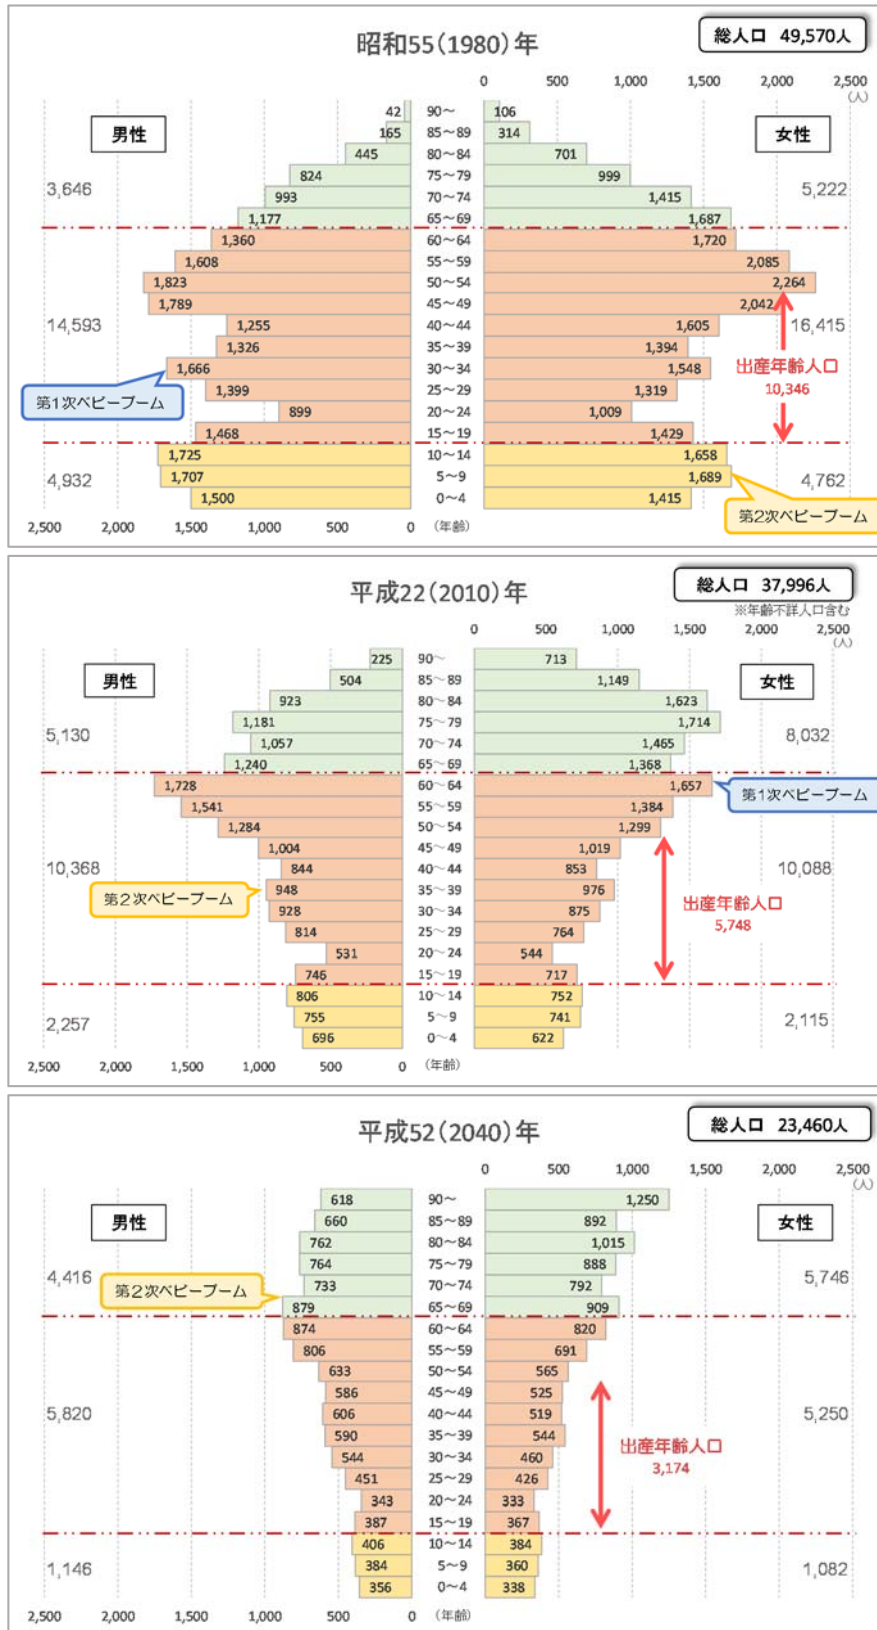 昭和55(1980)年
総人口 49,570人
0 500 1,000 1,500 2,000 2,500
(人)
男性
女性
42 90～ 106
165 85～89 314
445 80～84 701
824 75～79 999
3,646
993 70～74 1,415
5,222
1,177 65～69 1,687
1,360 60～64 1,720
1,608 55～59 2,085
1,823 50～54 2,264
1,789 45～49 2,042
14,593
1,255 40～44 1,605
16,415
1,326 35～39 1,394
1,666 30～34 1,548
出産年齢人口
10,346
第1次ベビーブーム
1,399 25～29 1,319
899 20～24 1,009
1,468 15～19 1,429
1,725 10～14 1,658
4,932
1,707 5～9 1,689
4,762
1,500 0～4 1,415
第2次ベビーブーム
2,500 2,000 1,500 1,000 500 0 (年齢)
平成22(2010)年
総人口 37,996人
※年齢不詳人口含む
0 500 1,000 1,500 2,000 2,500
(人)
男性
女性
225 90～ 713
504 85～89 1,149
923 80～84 1,623
1,181 75～79 1,714
5,130
8,032
1,057 70～74 1,465
1,240 65～69 1,368
1,728 60～64 1,657
第1次ベビーブーム
1,541 55～59 1,384
1,284 50～54 1,299
1,004 45～49 1,019
10,368
844 40～44 853
10,088
第2次ベビーブーム
948 35～39 976
928 30～34 875
出産年齢人口
5,748
814 25～29 764
531 20～24 544
746 15～19 717
806 10～14 752
2,257
755 5～9 741
2,115
696 0～4 622
2,500 2,000 1,500 1,000 500 0 (年齢)
平成52(2040)年
総人口 23,460人
0 500 1,000 1,500 2,000 2,500
(人)
男性
女性
618 90～ 1,250
660 85～89 892
762 80～84 1,015
764 75～79 888
4,416
5,746
733 70～74 792
第2次ベビーブーム
879 65～69 909
874 60～64 820
806 55～59 691
633 50～54 565
586 45～49 525
5,820
606 40～44 519
5,250
590 35～39 544
出産年齢人口
3,174
544 30～34 460
451 25～29 426
343 20～24 333
387 15～19 367
406 10～14 384
1,146
384 5～9 360
1,082
356 0～4 338
2,500 2,000 1,500 1,000 500 0 (年齢)